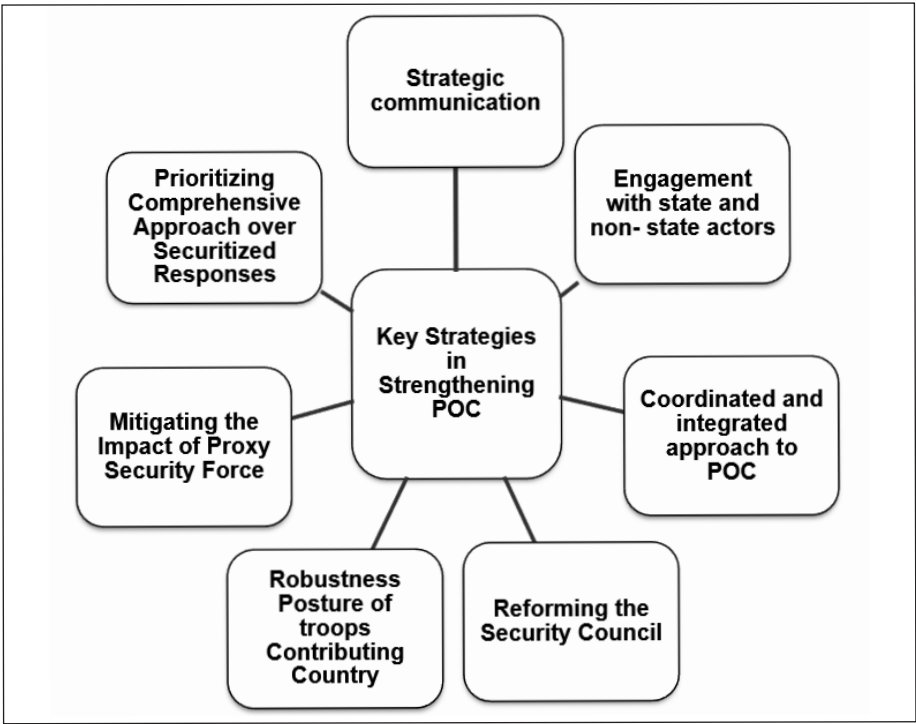 Strategic
communication
Engagement
with state and
non- state actors
Prioritizing
Comprehensive
Approach over
Securitized
Responses
Key Strategies
in
Strengthening
POC
Coordinated and
integrated
approach to
POC
Mitigating the
Impact of Proxy
Security Force
Robustness
Posture of
troops
Contributing
Country
Reforming the
Security Council